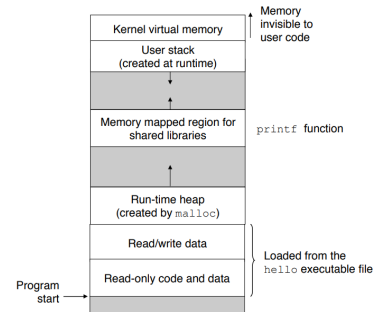 Memory
invisible to
user code
Kernel virtual memory
User stack
(created at runtime)
Memory mapped region for
shared libraries
printf function
Run-time heap
(created by malloc)
Read/write data
Loaded from the
hello executable file
Read-only code and data
Program
start